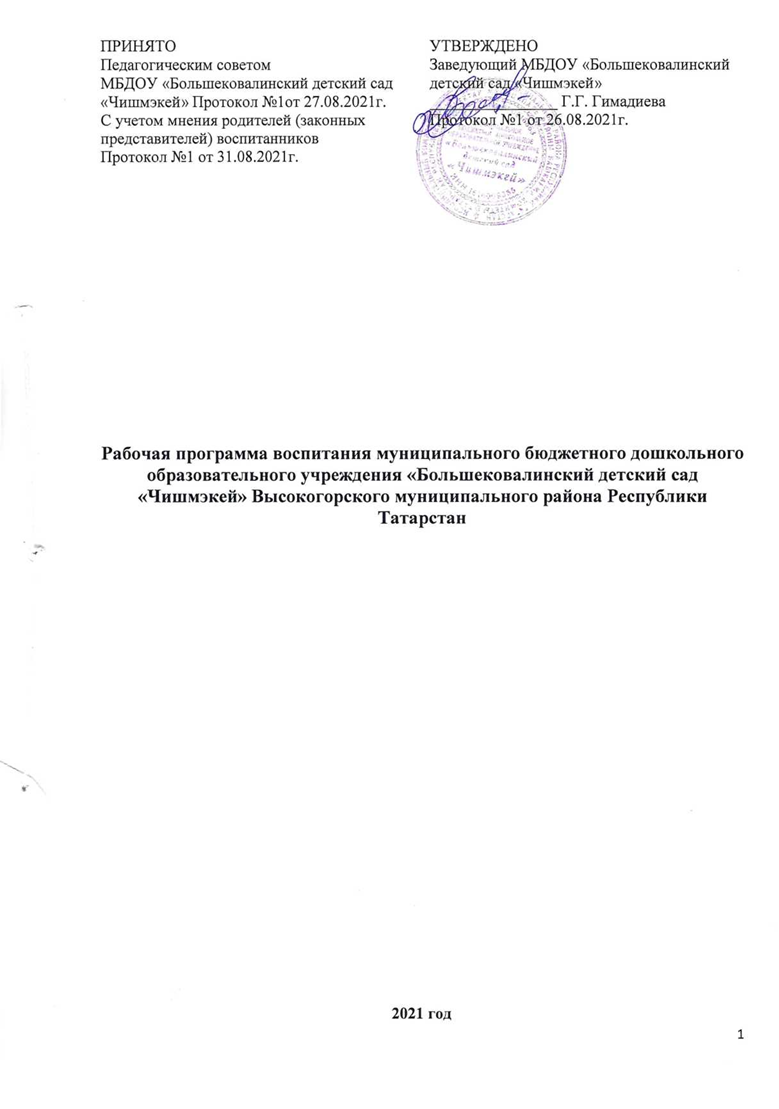 ПРИНЯТО
Педагогическим советом
МБДОУ «Большековалинский детский сад
«Чишмэкей» Протокол №1от 27.08.2021г.
С учетом мнения родителей (законных
представителей) воспитанников
Протокол №1 от 31.08.2021г.
УТВЕРЖДЕНО
Заведующий МБДОУ «Большековалинский
детский сад «Чишмэкей»
Г.Г. Гимадиева
Протокол №1 от 26.08.2021г.
«Чишмэкей»
Рабочая программа воспитания муниципального бюджетного дошкольного
образовательного учреждения «Большековалинский детский сад
«Чишмэкей» Высокогорского муниципального района Республики
Татарстан
2021 год
1